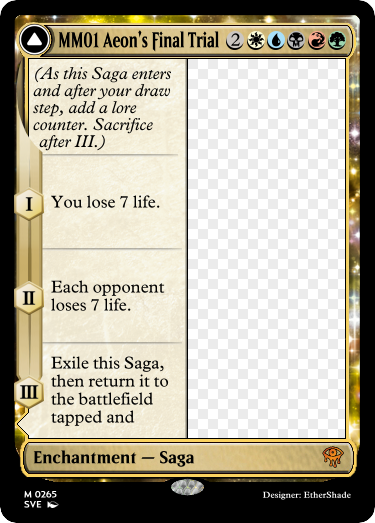 MM01 Aeon's Final Trial 2
(As this Saga enters
and after your draw
step, add a lore
counter. Sacrifice
after III.)
I
You lose 7 life.
II
Each opponent
loses 7 life.
III
Exile this Saga,
then return it to
the battlefield
tapped and
Enchantment — Saga
M 0265
SVE
Designer: EtherShade